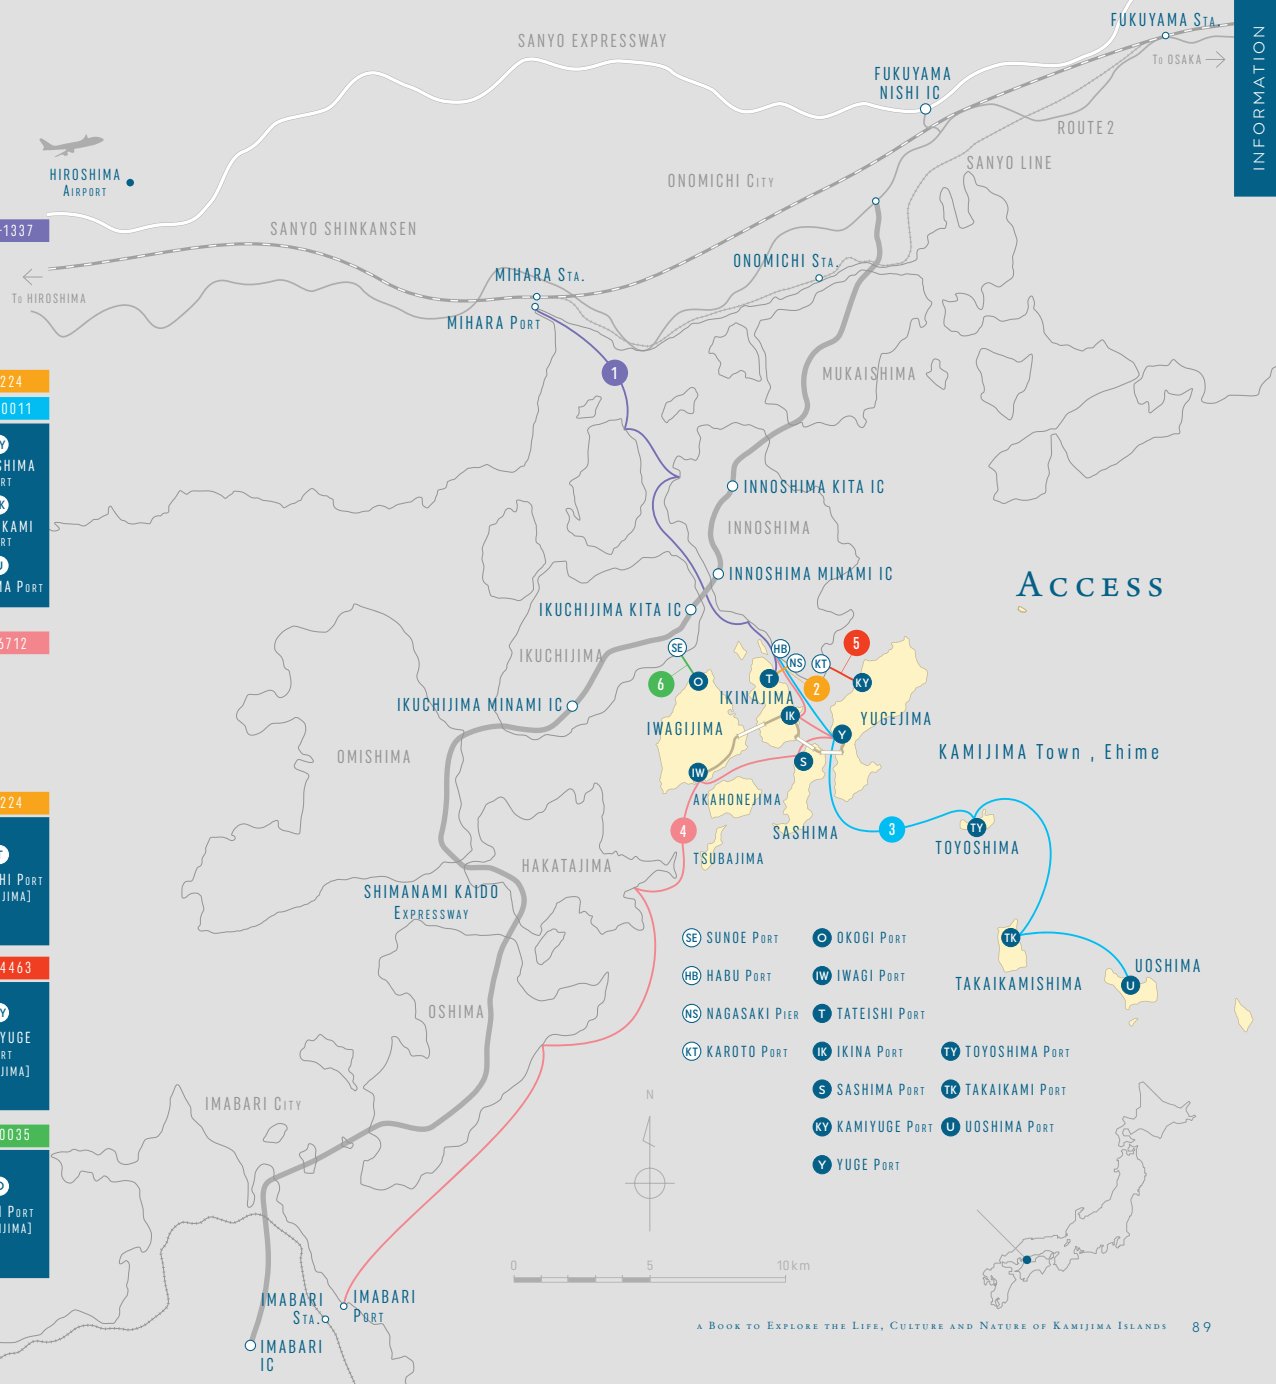 FUKUYAMA STA.
INFORMATION
SANYO EXPRESSWAY
TO OSAKA
FUKUYAMA
NISHI IC
ROUTE 2
SANYO LINE
HIROSHIMA
AIRPORT
ONOMICHI CITY
-1337
SANYO SHINKANSEN
ONOMICHI STA.
MIHARA STA.
TO HIROSHIMA
MIHARA PORT
1
MUKAISHIMA
224
0011
Y
SHIMA
RT
K
KAMI
RT
U
MA PORT
INNOSHIMA KITA IC
INNOSHIMA
INNOSHIMA MINAMI IC
ACCESS
IKUCHIJIMA KITA IC
6712
IKUCHIJIMA
SE
HB
NS
KT
5
6
O
T
2
KY
IKINAJIMA
IK
YUGEJIMA
IKUCHIJIMA MINAMI IC
IWAGIJIMA
Y
KAMIJIMA Town , Ehime
OMISHIMA
S
IW
AKAHONEJIMA
224
4
SASHIMA
3
TY
TOYOSHIMA
T
TSUBAJIMA
HI PORT
JIMA]
HAKATAJIMA
SHIMANAMI KAIDO
EXPRESSWAY
SE SUNOE PORT
O OKOGI PORT
TK
TAKAIKAMISHIMA
UOSHIMA
U
4463
HB HABU PORT
IW IWAGI PORT
NS NAGASAKI PIER
T TATEISHI PORT
OSHIMA
Y
YUGE
RT
JIMA]
KT KAROTO PORT
IK IKINA PORT
TY TOYOSHIMA PORT
S SASHIMA PORT
TK TAKAIKAMI PORT
IMABARI CITY
N
KY KAMIYUGE PORT
U UOSHIMA PORT
0035
Y YUGE PORT
O
I PORT
IJIMA]
0 5 10km
IMABARI
STA.
IMABARI
PORT
IMABARI
IC
A BOOK TO EXPLORE THE LIFE, CULTURE AND NATURE OF KAMIJIMA ISLANDS 89